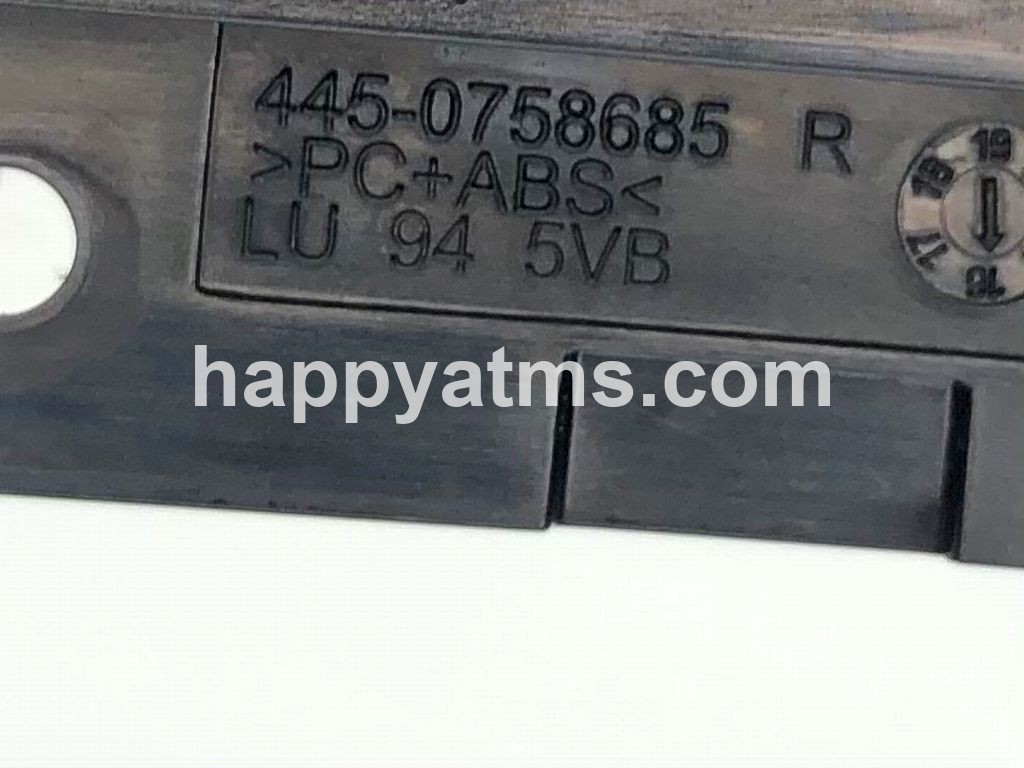 445-0758685 R
>PC+ABS<
LU 94 5VB
19
18
17
16
happyatms.com